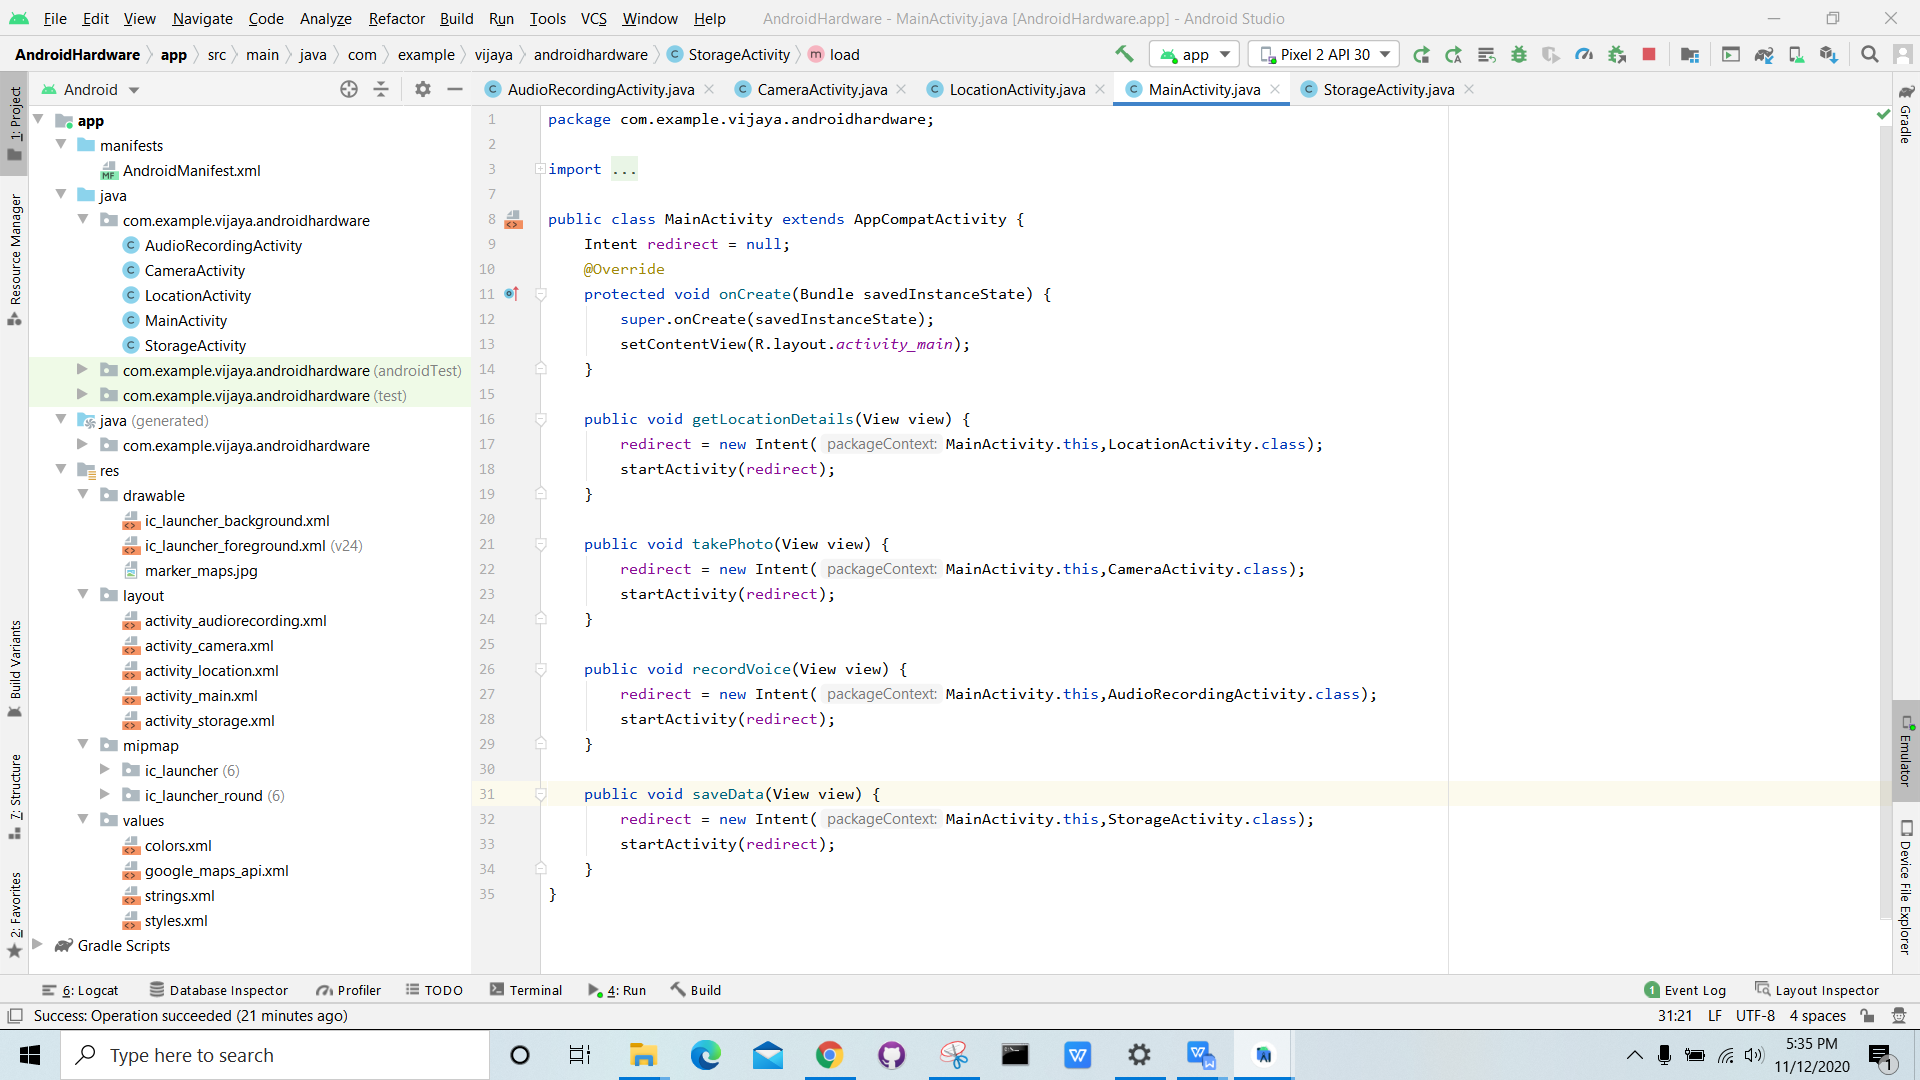 File Edit View Navigate Code Analyze Refactor Build Run Tools VCS Window Help AndroidHardware - MainActivity.java [AndroidHardware.app] - Android Studio
AndroidHardware app src main java com example vijaya androidhardware C StorageActivity m load app Pixel 2 API 30
Android
C AudioRecordingActivity.java C CameraActivity.java C LocationActivity.java C MainActivity.java C StorageActivity.java
1: Project
Resource Manager
Build Variants
7: Structure
2: Favorites
app
manifests
MF AndroidManifest.xml
java
com.example.vijaya.androidhardware
C AudioRecordingActivity
C CameraActivity
C LocationActivity
C MainActivity
C StorageActivity
com.example.vijaya.androidhardware (androidTest)
com.example.vijaya.androidhardware (test)
java (generated)
com.example.vijaya.androidhardware
res
drawable
ic_launcher_background.xml
ic_launcher_foreground.xml (v24)
marker_maps.jpg
layout
activity_audiorecording.xml
activity_camera.xml
activity_location.xml
activity_main.xml
activity_storage.xml
mipmap
ic_launcher (6)
ic_launcher_round (6)
values
colors.xml
google_maps_api.xml
strings.xml
styles.xml
Gradle Scripts
1 package com.example.vijaya.androidhardware;
2
3 import ...
7
8 public class MainActivity extends AppCompatActivity {
9 Intent redirect = null;
10 @Override
11 protected void onCreate(Bundle savedInstanceState) {
12 super.onCreate(savedInstanceState);
13 setContentView(R.layout.activity_main);
14 }
15
16 public void getLocationDetails(View view) {
17 redirect = new Intent( packageContext: MainActivity.this,LocationActivity.class);
18 startActivity(redirect);
19 }
20
21 public void takePhoto(View view) {
22 redirect = new Intent( packageContext: MainActivity.this,CameraActivity.class);
23 startActivity(redirect);
24 }
25
26 public void recordVoice(View view) {
27 redirect = new Intent( packageContext: MainActivity.this,AudioRecordingActivity.class);
28 startActivity(redirect);
29 }
30
31 public void saveData(View view) {
32 redirect = new Intent( packageContext: MainActivity.this,StorageActivity.class);
33 startActivity(redirect);
34 }
35 }
Gradle
Emulator
Device File Explorer
6: Logcat Database Inspector Profiler TODO Terminal 4: Run Build 1 Event Log Layout Inspector
Success: Operation succeeded (21 minutes ago) 31:21 LF UTF-8 4 spaces
Type here to search
5:35 PM
11/12/2020
1